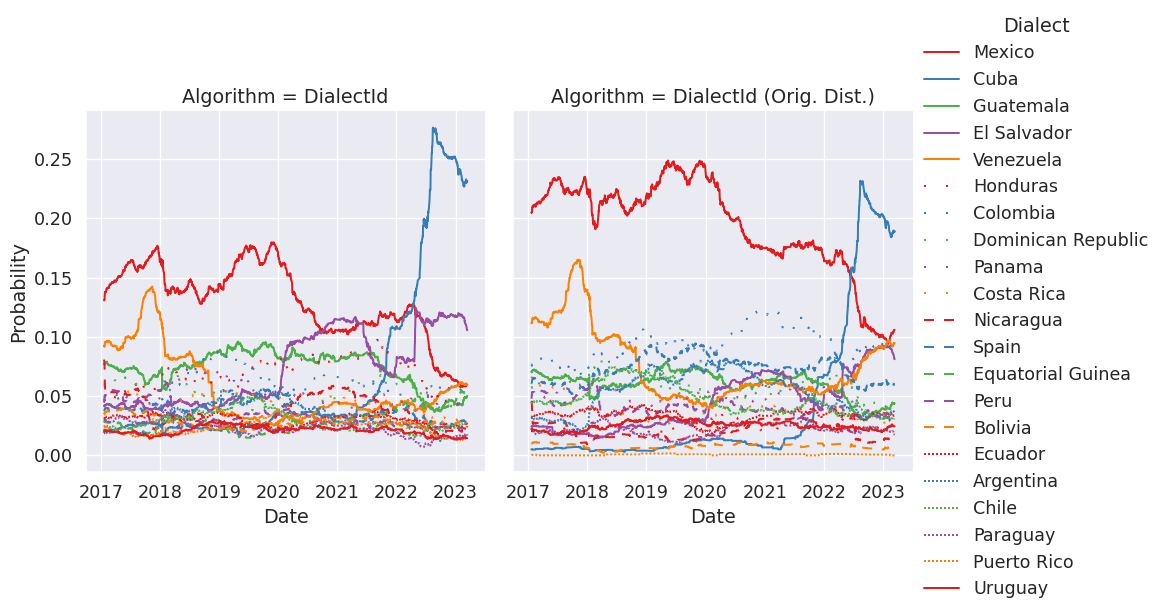 Algorithm = DialectId
Algorithm = DialectId (Orig. Dist.)
Probability
0.25
0.20
0.15
0.10
0.05
0.00
2017 2018 2019 2020 2021 2022 2023
2017 2018 2019 2020 2021 2022 2023
Date
Date
Dialect
Mexico
Cuba
Guatemala
El Salvador
Venezuela
Honduras
Colombia
Dominican Republic
Panama
Costa Rica
Nicaragua
Spain
Equatorial Guinea
Peru
Bolivia
Ecuador
Argentina
Chile
Paraguay
Puerto Rico
Uruguay